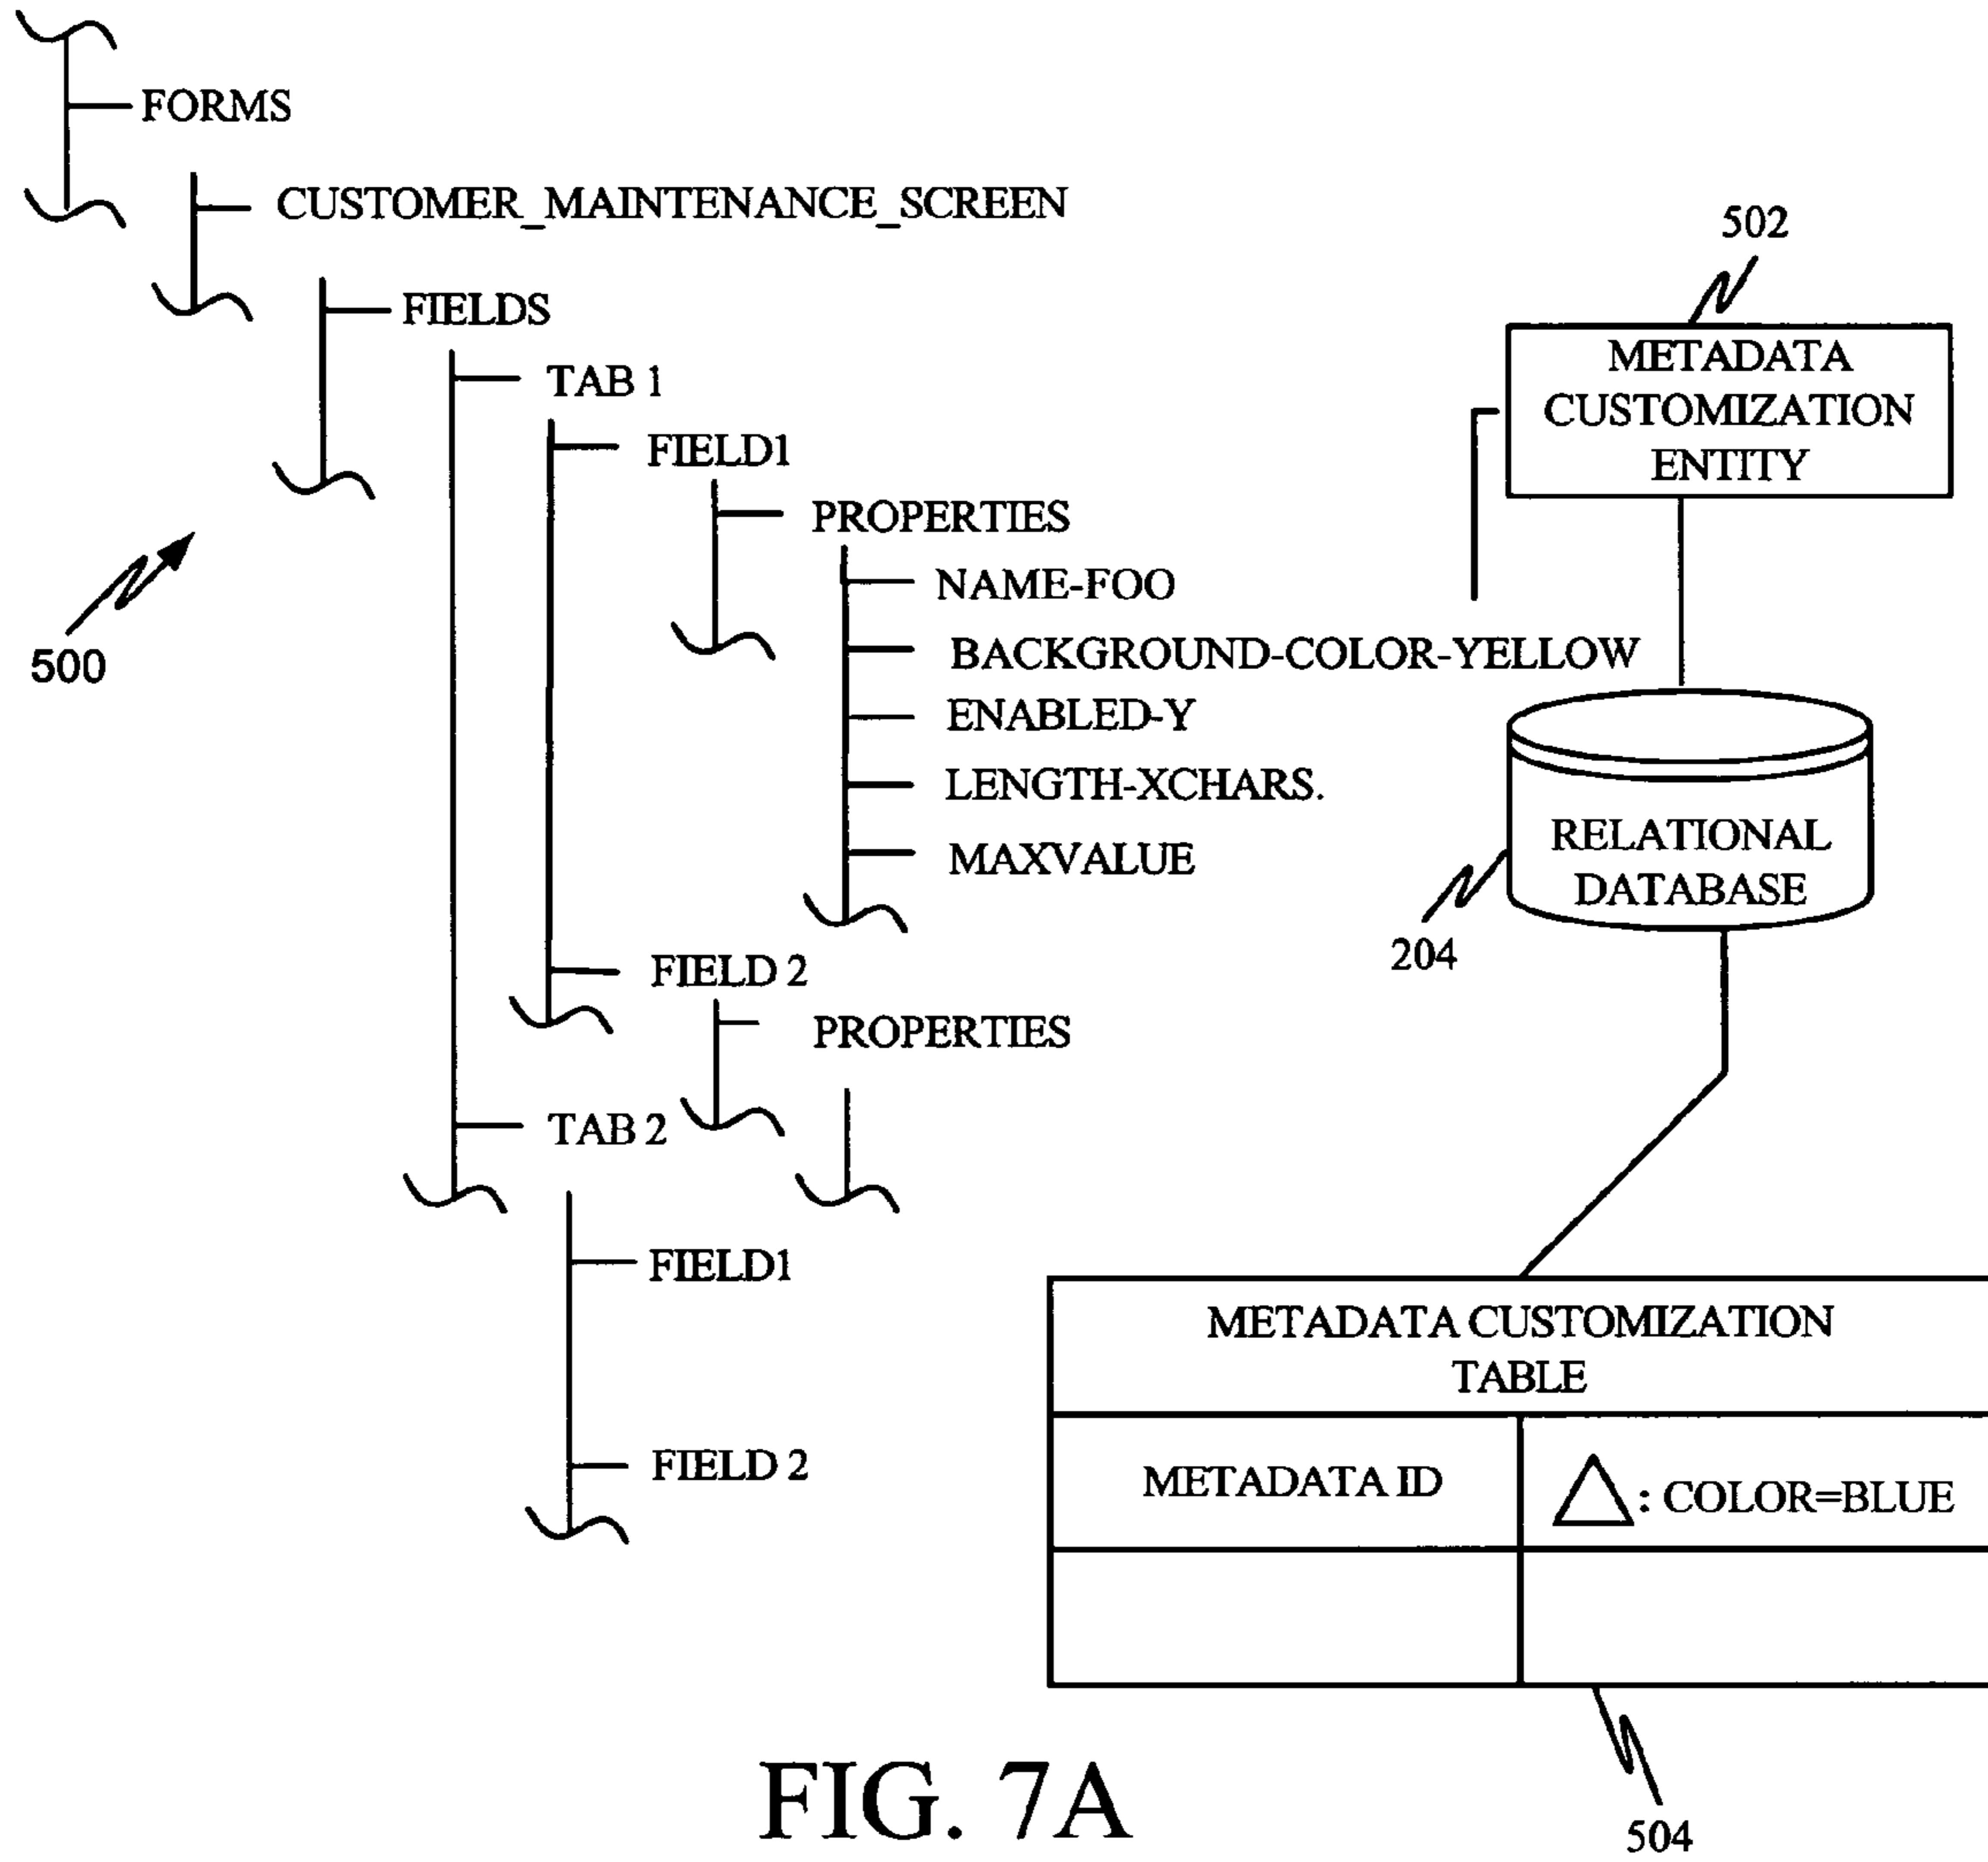 FORMS
CUSTOMER_MAINTENANCE_SCREEN
FIELDS
TAB 1
FIELD1
PROPERTIES
NAME-FOO
BACKGROUND-COLOR-YELLOW
ENABLED-Y
LENGTH-XCHARS.
MAXVALUE
FIELD 2
PROPERTIES
TAB 2
FIELD1
FIELD 2
500
502
METADATA
CUSTOMIZATION
ENTITY
RELATIONAL
DATABASE
204
METADATA CUSTOMIZATION
TABLE
METADATA ID
△: COLOR=BLUE
504
FIG. 7A